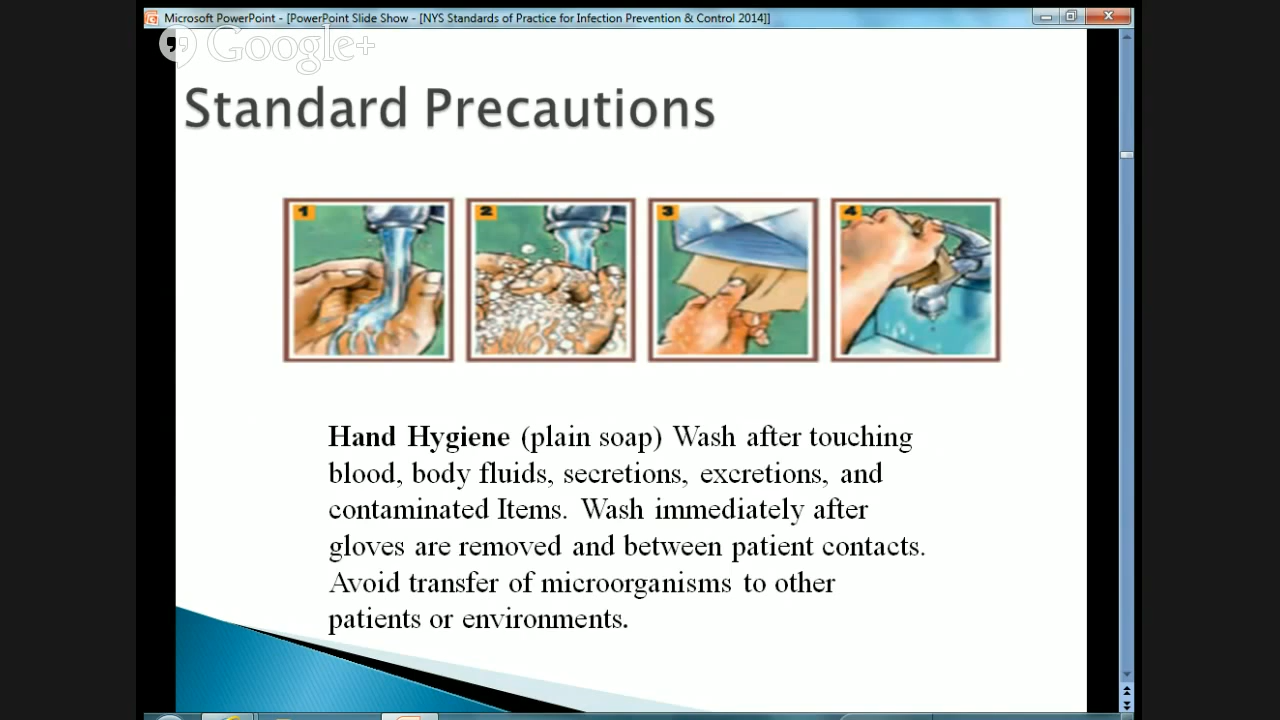 Microsoft PowerPoint - [PowerPoint Slide Show - [NYS Standards of Practice for Infection Prevention & Control 2014]]
Google+
Standard Precautions
1 2 3 4
Hand Hygiene (plain soap) Wash after touching
blood, body fluids, secretions, excretions, and
contaminated Items. Wash immediately after
gloves are removed and between patient contacts.
Avoid transfer of microorganisms to other
patients or environments.